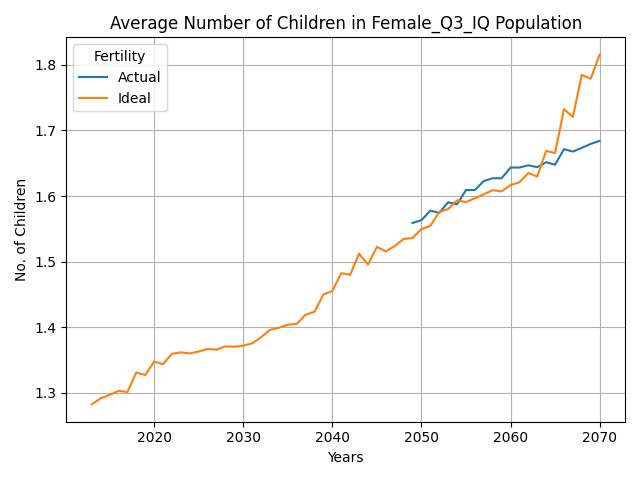 Average Number of Children in Female_Q3_IQ Population
Fertility
Actual
Ideal
No. of Children
1.8
1.7
1.6
1.5
1.4
1.3
2020 2030 2040 2050 2060 2070
Years